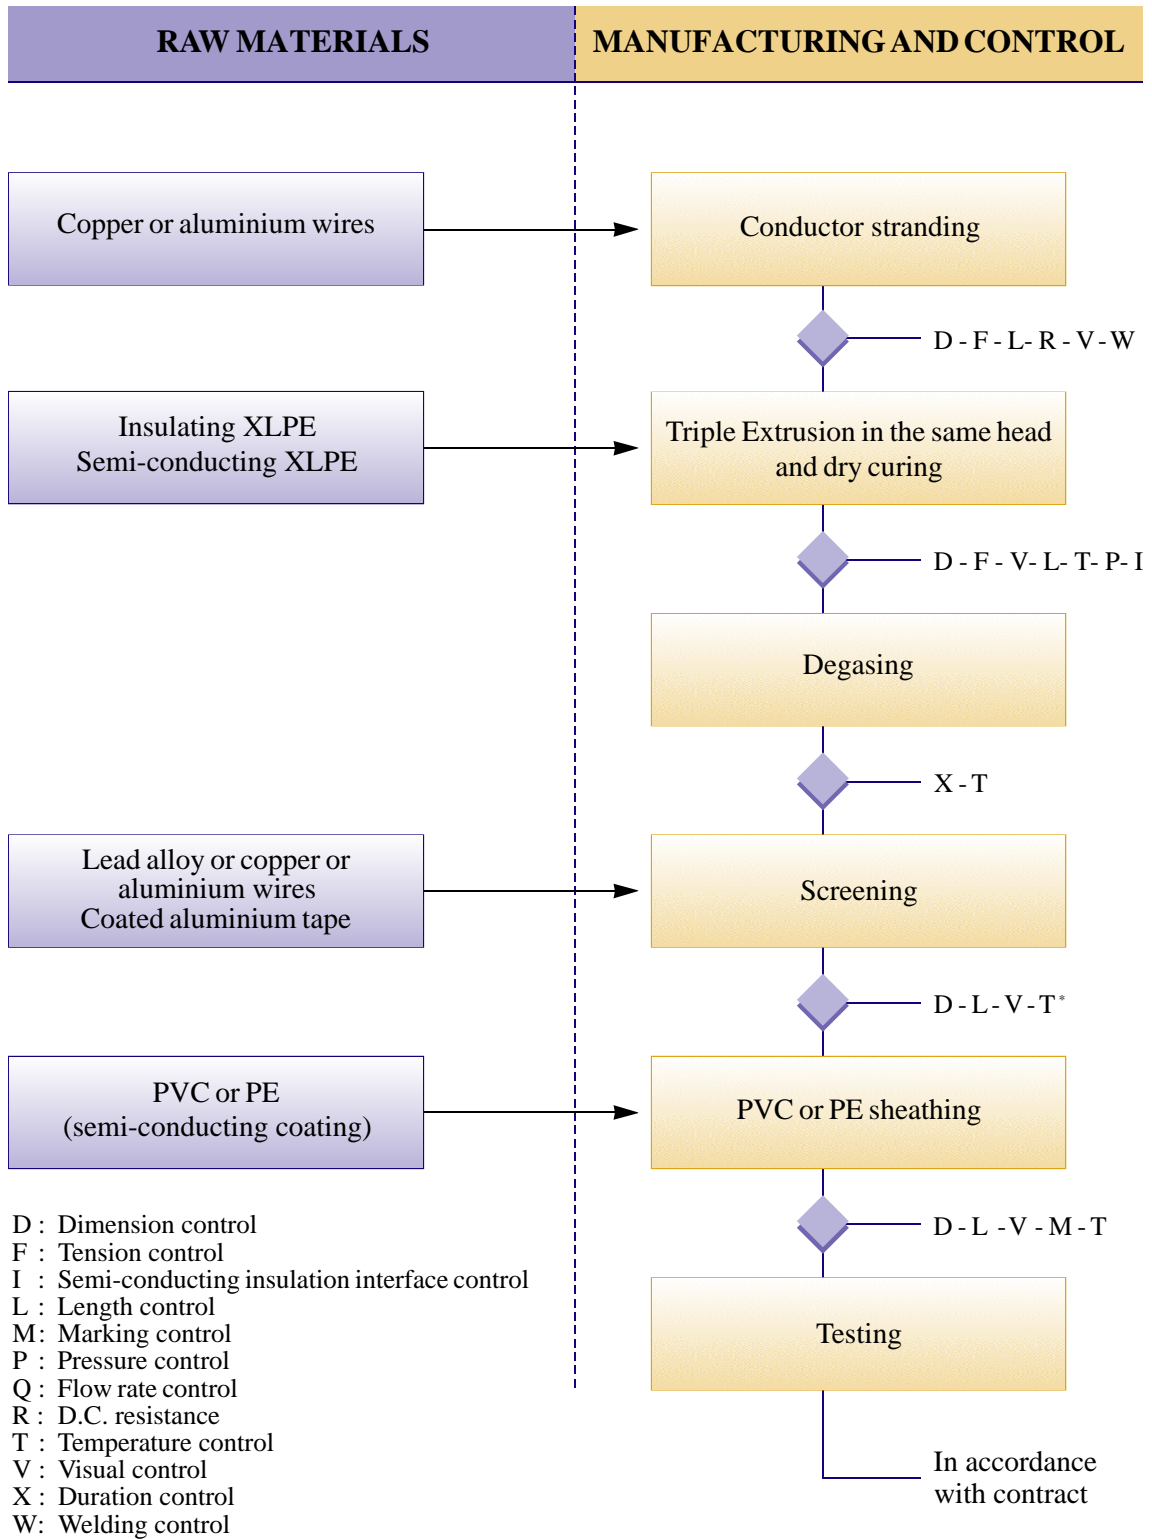 RAW MATERIALS
MANUFACTURING AND CONTROL
Copper or aluminium wires
Conductor stranding
D - F - L- R - V - W
Insulating XLPE
Semi-conducting XLPE
Triple Extrusion in the same head
and dry curing
D - F - V- L- T- P- I
Degasing
X - T
Lead alloy or copper or
aluminium wires
Coated aluminium tape
Screening
D - L - V - T*
PVC or PE
(semi-conducting coating)
PVC or PE sheathing
D - L - V - M - T
Testing
In accordance
with contract
D : Dimension control
F : Tension control
I : Semi-conducting insulation interface control
L : Length control
M: Marking control
P : Pressure control
Q : Flow rate control
R : D.C. resistance
T : Temperature control
V : Visual control
X : Duration control
W: Welding control